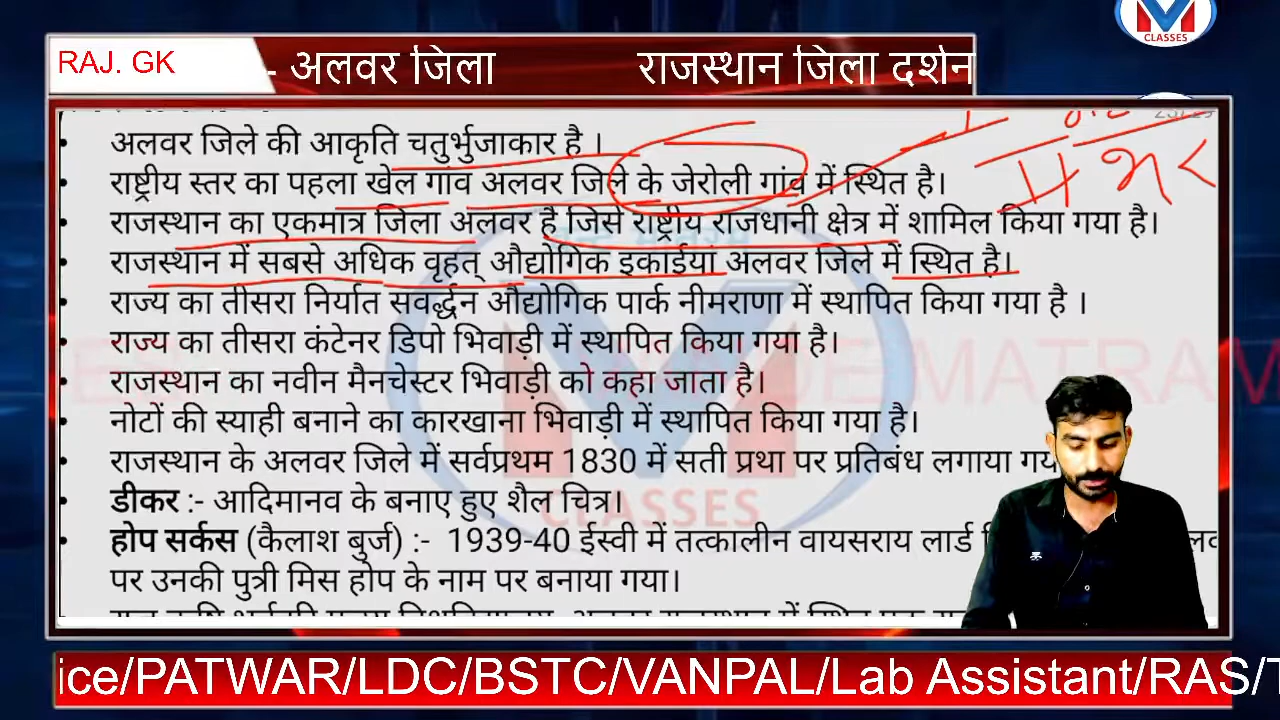 CLASSES
RAJ. GK
- अलवर जिला राजस्थान जिला दर्शन
• अलवर जिले की आकृति चतुर्भुजाकार है ।
• राष्ट्रीय स्तर का पहला खेल गांव अलवर जिले के जेरोली गांव में स्थित है।
राजस्थान का एकमात्र जिला अलवर है जिसे राष्ट्रीय राजधानी क्षेत्र में शामिल किया गया है।
• राजस्थान में सबसे अधिक वृहत् औद्योगिक इकाईया अलवर जिले में स्थित है।
• राज्य का तीसरा निर्यात सवर्द्धन औद्योगिक पार्क नीमराणा में स्थापित किया गया है ।
• राज्य का तीसरा कंटेनर डिपो भिवाड़ी में स्थापित किया गया है।
• राजस्थान का नवीन मैनचेस्टर भिवाड़ी को कहा जाता है।
• नोटों की स्याही बनाने का कारखाना भिवाड़ी में स्थापित किया गया है।
• राजस्थान के अलवर जिले में सर्वप्रथम 1830 में सती प्रथा पर प्रतिबंध लगाया
• डीकर :- आदिमानव के बनाए हुए शैल चित्र।
• होप सर्कस (कैलाश बुर्ज) :- 1939-40 ईस्वी में तत्कालीन वायसराय लार्ड
पर उनकी पुत्री मिस होप के नाम पर बनाया गया।
MATRAM
CLASSES
ice/PATWAR/LDC/BSTC/VANPAL/Lab Assistant/RAS/